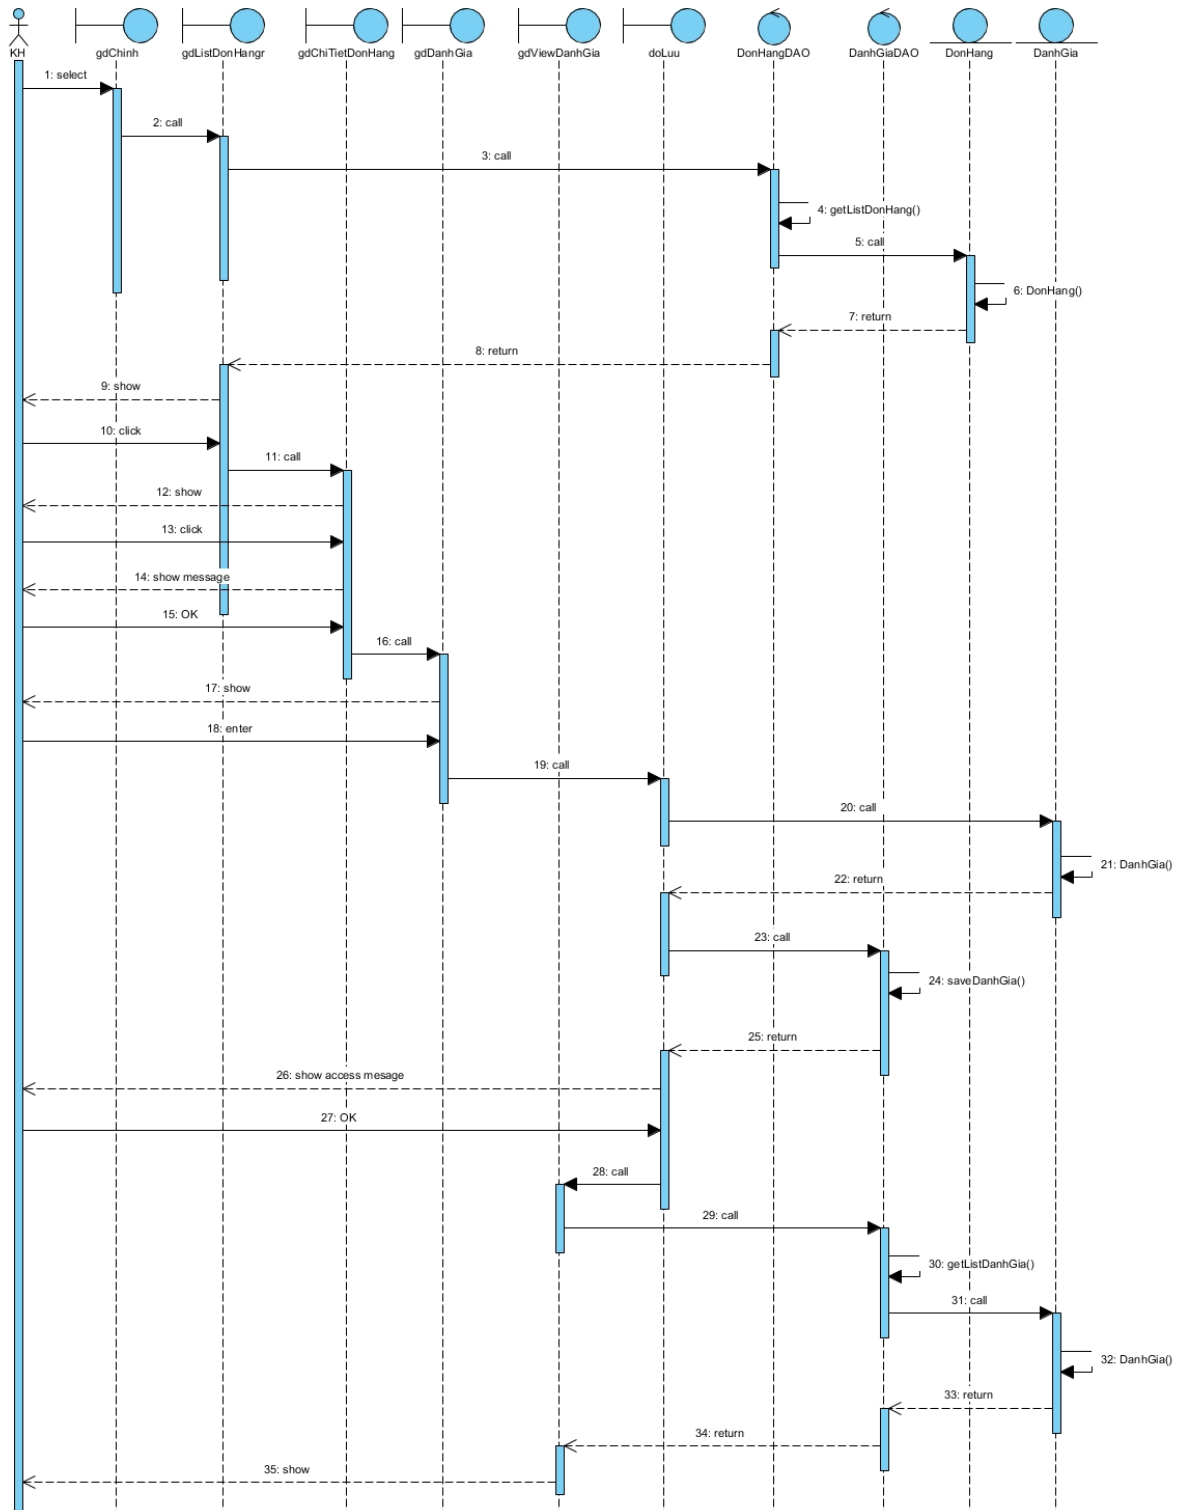 KH
gdChinh
gdListDonHangr
gdChiTietDonHang
gdDanhGia
gdViewDanhGia
doLuu
DonHangDAO
DanhGiaDAO
DonHang
DanhGia
1: select
2: call
3: call
4: getListDonHang()
5: call
6: DonHang()
7: return
8: return
9: show
10: click
11: call
12: show
13: click
14: show message
15: OK
16: call
17: show
18: enter
19: call
20: call
21: DanhGia()
22: return
23: call
24: saveDanhGia()
25: return
26: show access mesage
27: OK
28: call
29: call
30: getListDanhGia()
31: call
32: DanhGia()
33: return
34: return
35: show